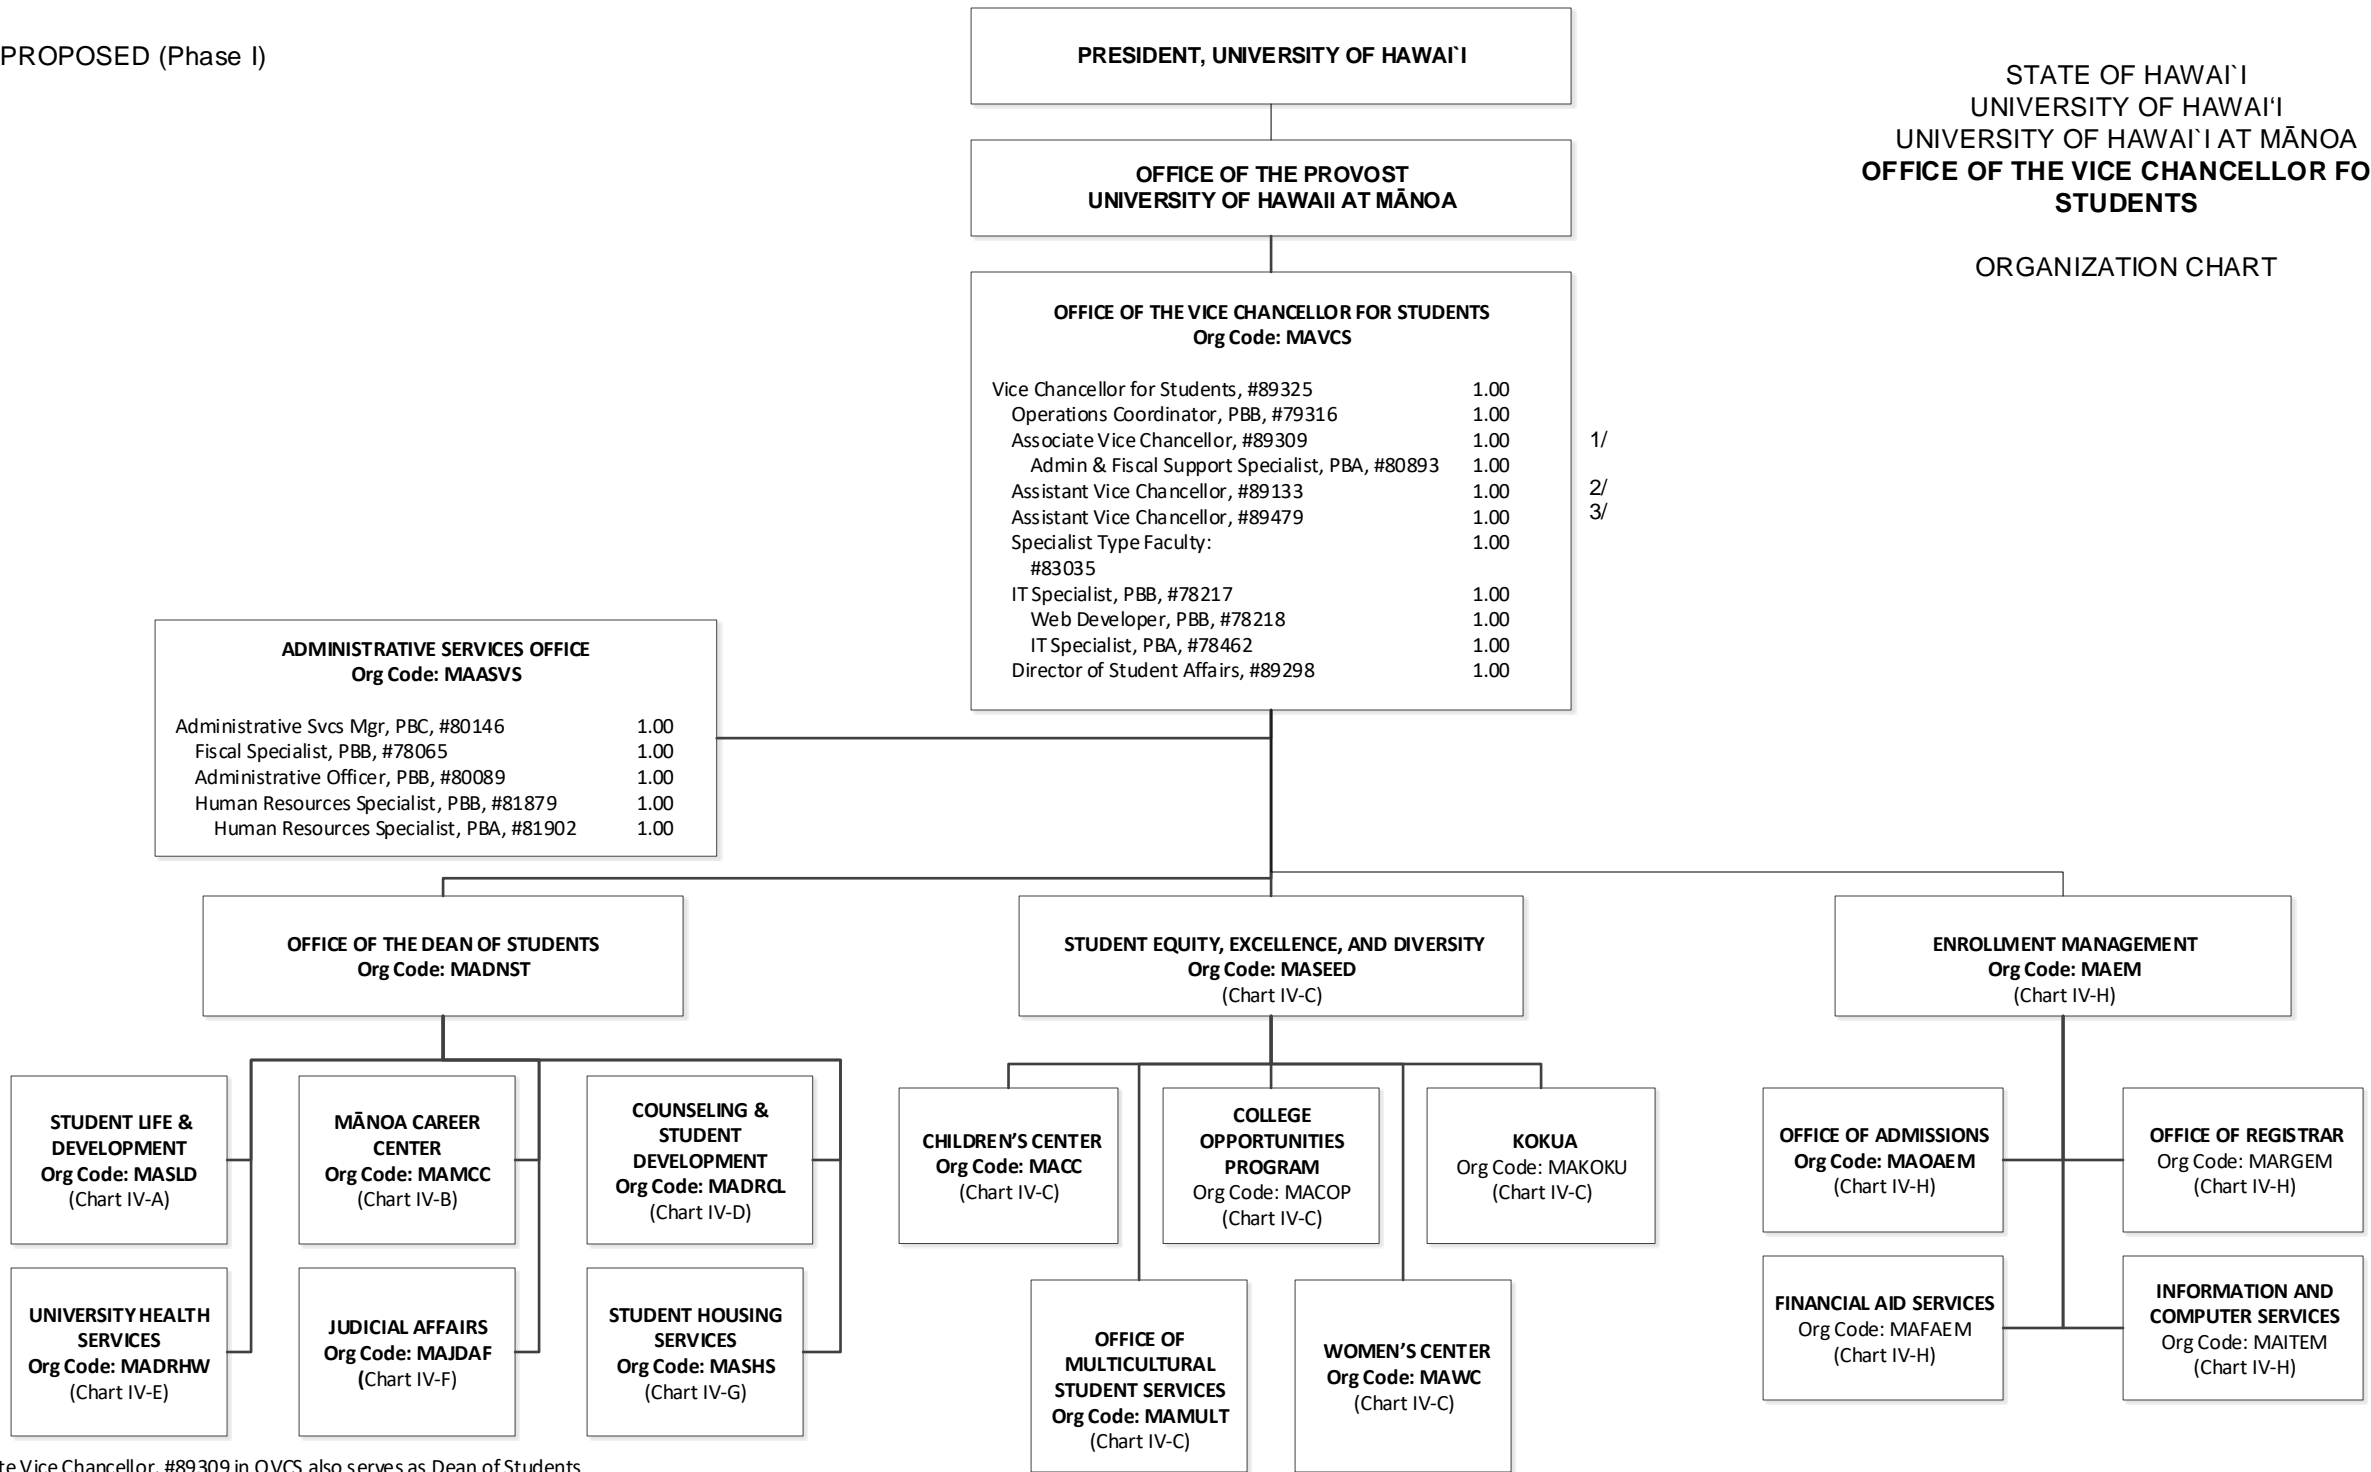 PROPOSED (Phase I)
PRESIDENT, UNIVERSITY OF HAWAI`I
STATE OF HAWAI`I
UNIVERSITY OF HAWAI‘I
UNIVERSITY OF HAWAI`I AT MĀNOA
OFFICE OF THE VICE CHANCELLOR FO
STUDENTS
ORGANIZATION CHART
OFFICE OF THE PROVOST
UNIVERSITY OF HAWAII AT MĀNOA
OFFICE OF THE VICE CHANCELLOR FOR STUDENTS
Org Code: MAVCS
Vice Chancellor for Students, #89325 1.00
Operations Coordinator, PBB, #79316 1.00
Associate Vice Chancellor, #89309 1.00 1/
Admin & Fiscal Support Specialist, PBA, #80893 1.00
Assistant Vice Chancellor, #89133 1.00 2/
Assistant Vice Chancellor, #89479 1.00 3/
Specialist Type Faculty: 1.00
#83035
IT Specialist, PBB, #78217 1.00
Web Developer, PBB, #78218 1.00
IT Specialist, PBA, #78462 1.00
Director of Student Affairs, #89298 1.00
ADMINISTRATIVE SERVICES OFFICE
Org Code: MAASVS
Administrative Svcs Mgr, PBC, #80146 1.00
Fiscal Specialist, PBB, #78065 1.00
Administrative Officer, PBB, #80089 1.00
Human Resources Specialist, PBB, #81879 1.00
Human Resources Specialist, PBA, #81902 1.00
OFFICE OF THE DEAN OF STUDENTS
Org Code: MADNST
STUDENT EQUITY, EXCELLENCE, AND DIVERSITY
Org Code: MASEED
(Chart IV-C)
ENROLLMENT MANAGEMENT
Org Code: MAEM
(Chart IV-H)
STUDENT LIFE &
DEVELOPMENT
Org Code: MASLD
(Chart IV-A)
MĀNOA CAREER
CENTER
Org Code: MAMCC
(Chart IV-B)
COUNSELING &
STUDENT
DEVELOPMENT
Org Code: MADRCL
(Chart IV-D)
CHILDREN’S CENTER
Org Code: MACC
(Chart IV-C)
COLLEGE
OPPORTUNITIES
PROGRAM
Org Code: MACOP
(Chart IV-C)
KOKUA
Org Code: MAKOKU
(Chart IV-C)
OFFICE OF ADMISSIONS
Org Code: MAOAEM
(Chart IV-H)
OFFICE OF REGISTRAR
Org Code: MARGEM
(Chart IV-H)
UNIVERSITY HEALTH
SERVICES
Org Code: MADRHW
(Chart IV-E)
JUDICIAL AFFAIRS
Org Code: MAJDAF
(Chart IV-F)
STUDENT HOUSING
SERVICES
Org Code: MASHS
(Chart IV-G)
OFFICE OF
MULTICULTURAL
STUDENT SERVICES
Org Code: MAMULT
(Chart IV-C)
WOMEN’S CENTER
Org Code: MAWC
(Chart IV-C)
FINANCIAL AID SERVICES
Org Code: MAFAEM
(Chart IV-H)
INFORMATION AND
COMPUTER SERVICES
Org Code: MAITEM
(Chart IV-H)
te Vice Chancellor, #89309 in OVCS also serves as Dean of Students